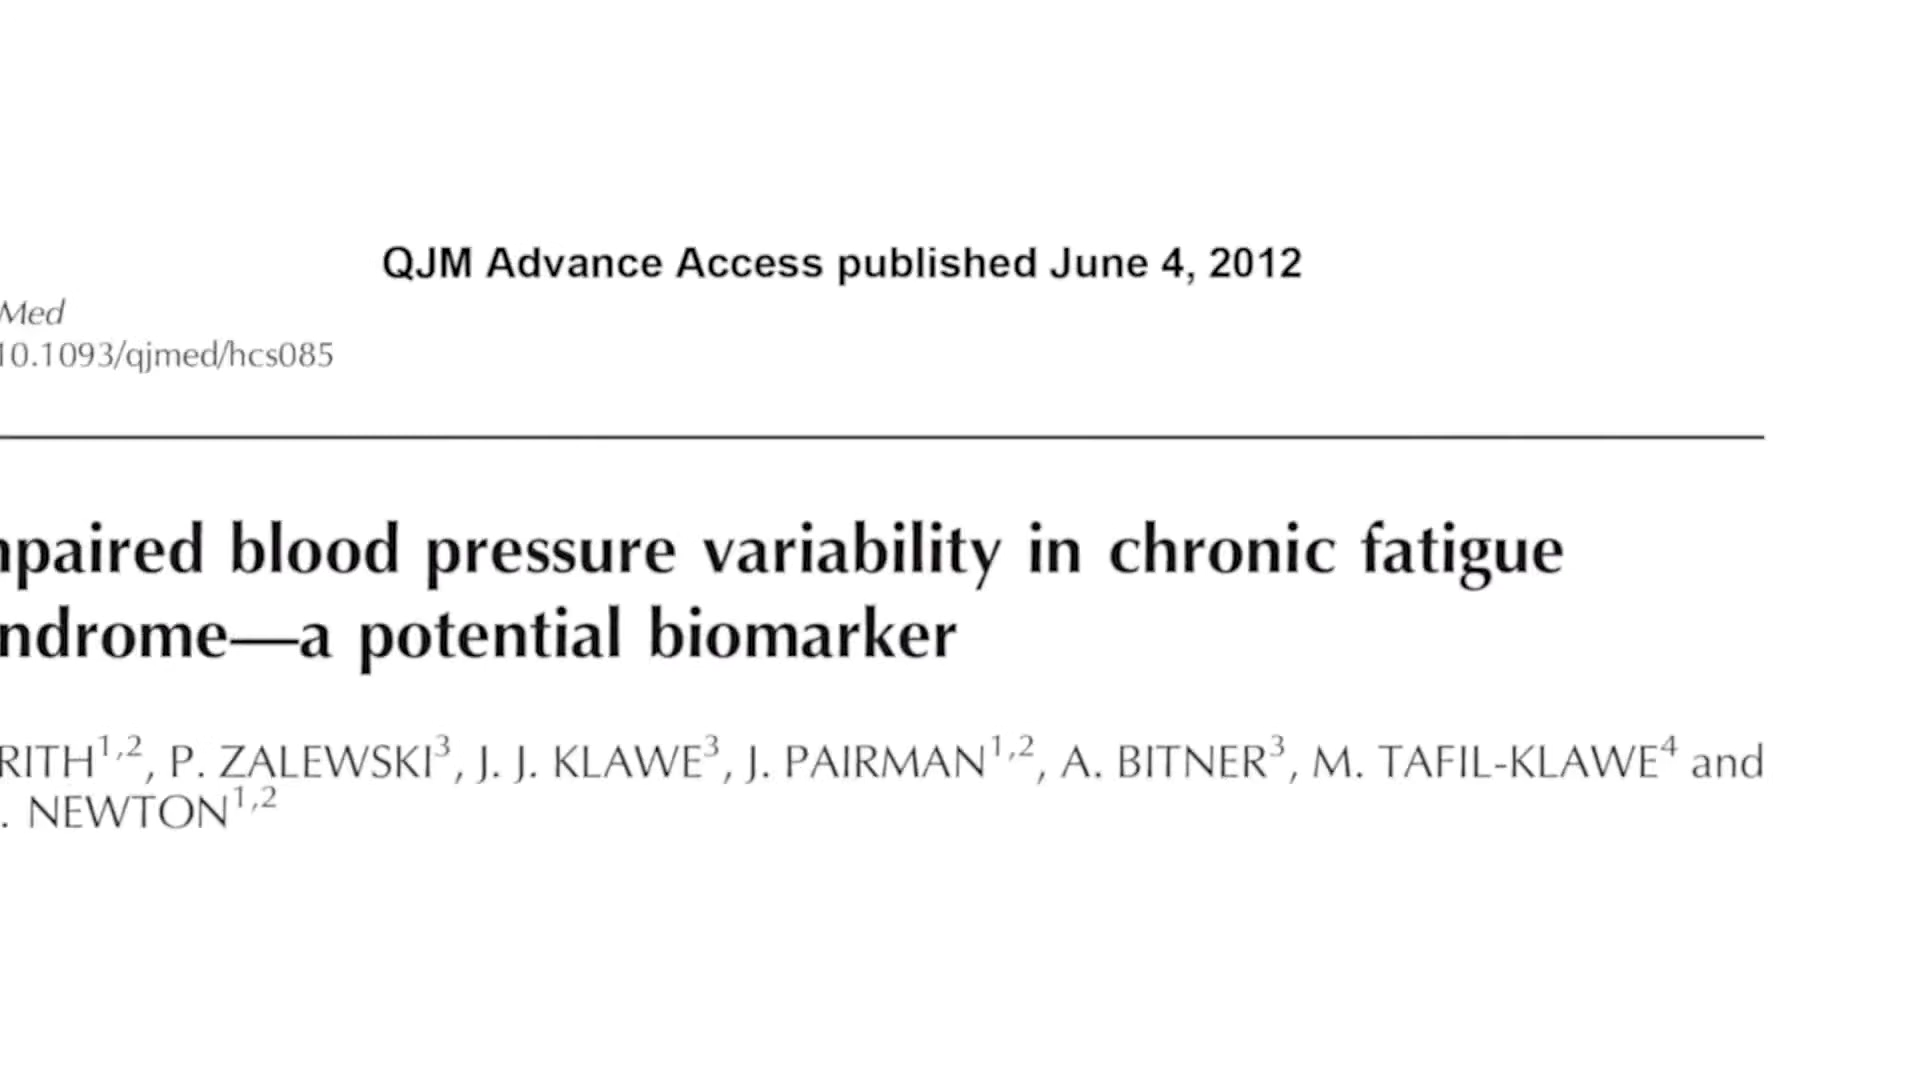 QJM Advance Access published June 4, 2012
Med
10.1093/qjmed/hcs085
npaired blood pressure variability in chronic fatigue
ndrome—a potential biomarker
RITH1,2, P. ZALEWSKI3, J. J. KLAWE3, J. PAIRMAN1,2, A. BITNER3, M. TAFIL-KLAWE4 and
. NEWTON1,2